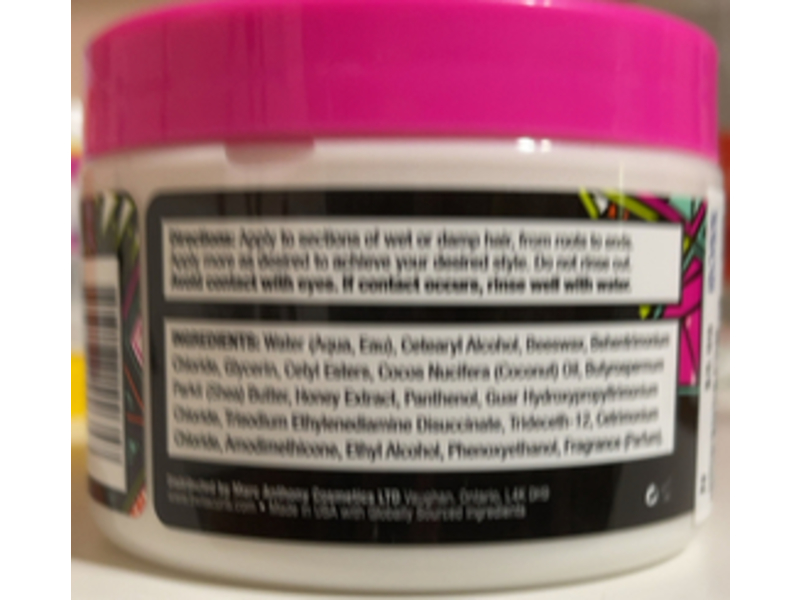 Directions: Apply to sections of wet or damp hair, from roots to ends.
Apply more as desired to achieve your desired style. Do not rinse out.
Avoid contact with eyes. If contact occurs, rinse well with water.
INGREDIENTS: Water (Aqua, Eau), Cetearyl Alcohol, Beeswax, Behentrimonium
Chloride, Glycerin, Cetyl Esters, Cocos Nucifera (Coconut) Oil, Butyrospermum
Parkii (Shea) Butter, Honey Extract, Panthenol, Guar Hydroxypropyltrimonium
Chloride, Trisodium Ethylenediamine Disuccinate, Trideceth-12, Cetrimonium
Chloride, Amodimethicone, Ethyl Alcohol, Phenoxyethanol, Fragrance (Parfum).
Distributed by Marc Anthony Cosmetics LTD Vaughan, Ontario, L4K
Made in USA with Globally Sourced Ingredients